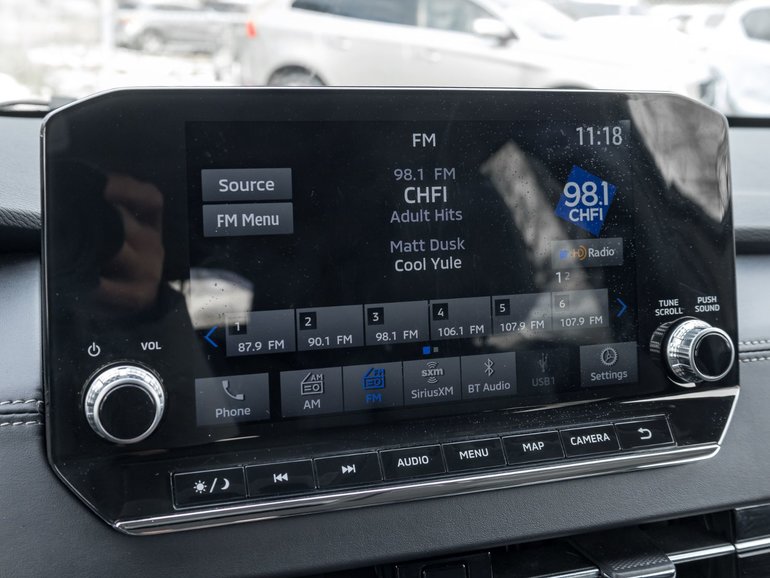 FM
11:18
Source
FM Menu
98.1 FM
CHFI
Adult Hits
Matt Dusk
Cool Yule
98.1
CHFI
HD Radio
1 2
1
87.9 FM
2
90.1 FM
3
98.1 FM
4
106.1 FM
5
107.9 FM
6
107.9 FM
VOL
TUNE
SCROLL
PUSH
SOUND
Phone
AM
AM
FM
sxm
SiriusXM
BT Audio
USB1
Settings
AUDIO
MENU
MAP
CAMERA